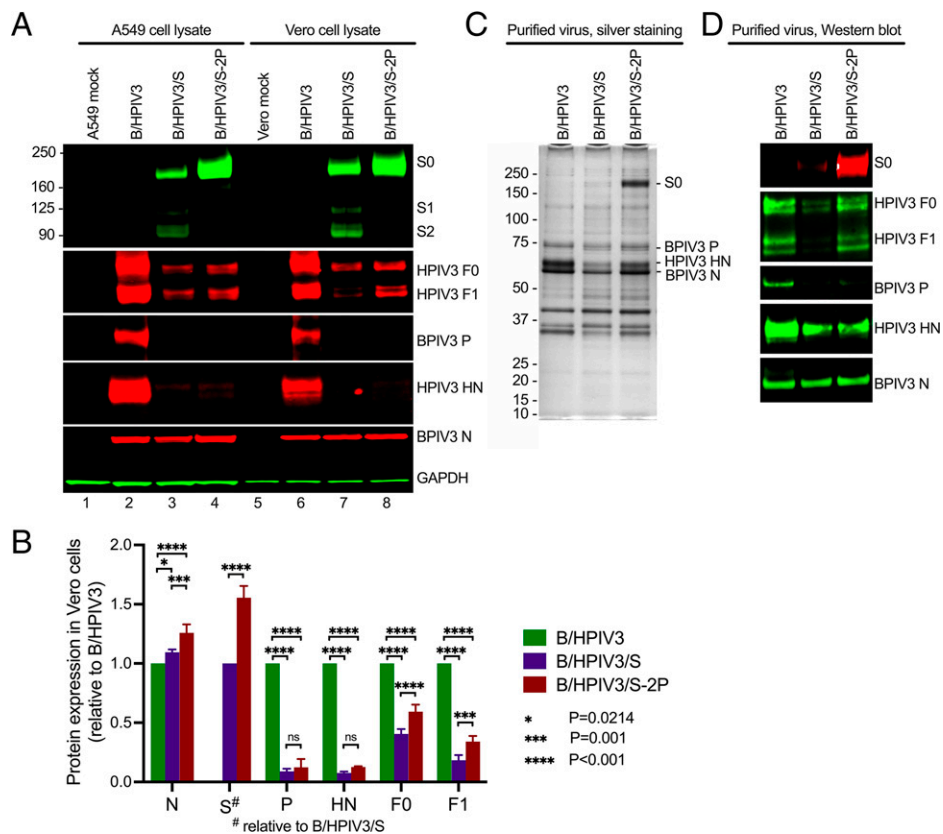 A
A549 cell lysate
Vero cell lysate
A549 mock
B/HPIV3
B/HPIV3/S
B/HPIV3/S-2P
Vero mock
B/HPIV3
B/HPIV3/S
B/HPIV3/S-2P
250
160
125
90
S0
S1
S2
HPIV3 F0
HPIV3 F1
BPIV3 P
HPIV3 HN
BPIV3 N
GAPDH
1 2 3 4 5 6 7 8
C
Purified virus, silver staining
B/HPIV3
B/HPIV3/S
B/HPIV3/S-2P
250
150
100
75
50
37
25
20
15
10
S0
BPIV3 P
HPIV3 HN
BPIV3 N
D
Purified virus, Western blot
B/HPIV3
B/HPIV3/S
B/HPIV3/S-2P
S0
HPIV3 F0
HPIV3 F1
BPIV3 P
HPIV3 HN
BPIV3 N
B
Protein expression in Vero cells
(relative to B/HPIV3)
2.0
1.5
1.0
0.5
0.0
****
*
***
****
****
****
ns
****
****
ns
****
****
****
****
****
***
N S# P HN F0 F1
# relative to B/HPIV3/S
B/HPIV3
B/HPIV3/S
B/HPIV3/S-2P
* P=0.0214
*** P=0.001
**** P<0.001